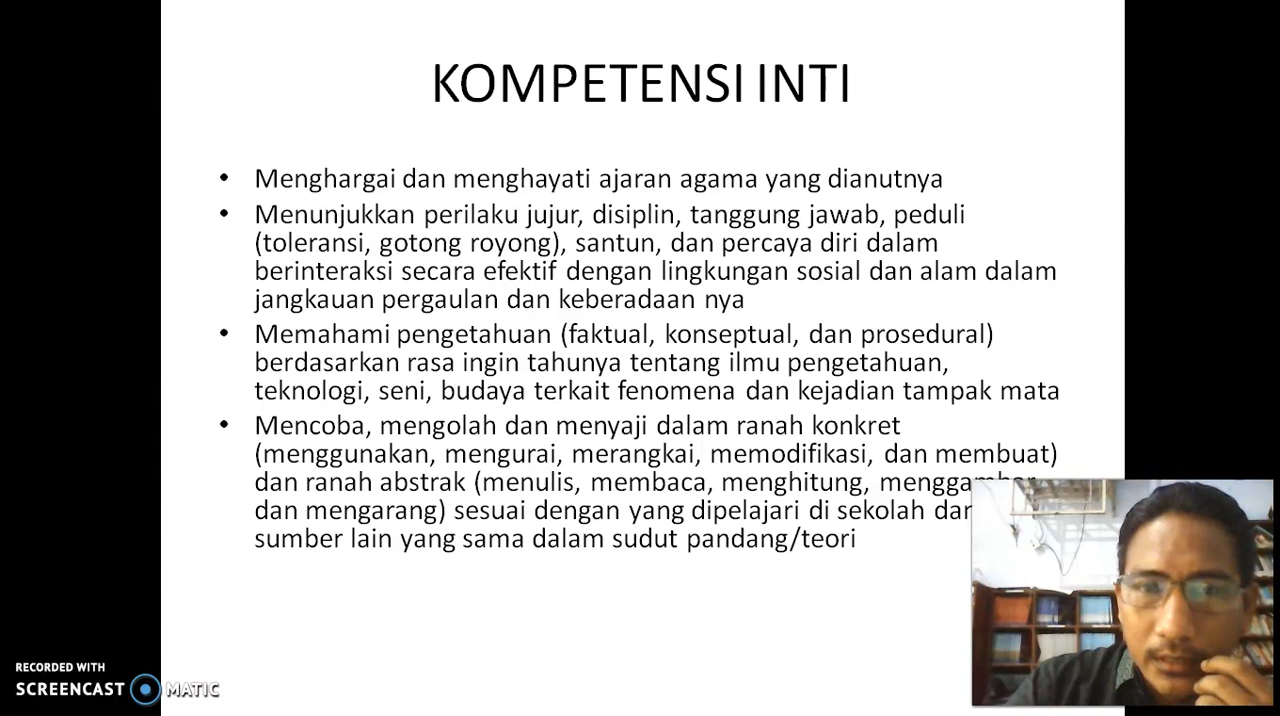 KOMPETENSI INTI
• Menghargai dan menghayati ajaran agama yang dianutnya
• Menunjukkan perilaku jujur, disiplin, tanggung jawab, peduli
(toleransi, gotong royong), santun, dan percaya diri dalam
berinteraksi secara efektif dengan lingkungan sosial dan alam dalam
jangkauan pergaulan dan keberadaan nya
• Memahami pengetahuan (faktual, konseptual, dan prosedural)
berdasarkan rasa ingin tahunya tentang ilmu pengetahuan,
teknologi, seni, budaya terkait fenomena dan kejadian tampak mata
• Mencoba, mengolah dan menyaji dalam ranah konkret
(menggunakan, mengurai, merangkai, memodifikasi, dan membuat)
dan ranah abstrak (menulis, membaca, menghitung, menggambar
dan mengarang) sesuai dengan yang dipelajari di sekolah dan
sumber lain yang sama dalam sudut pandang/teori
RECORDED WITH
SCREENCAST MATIC